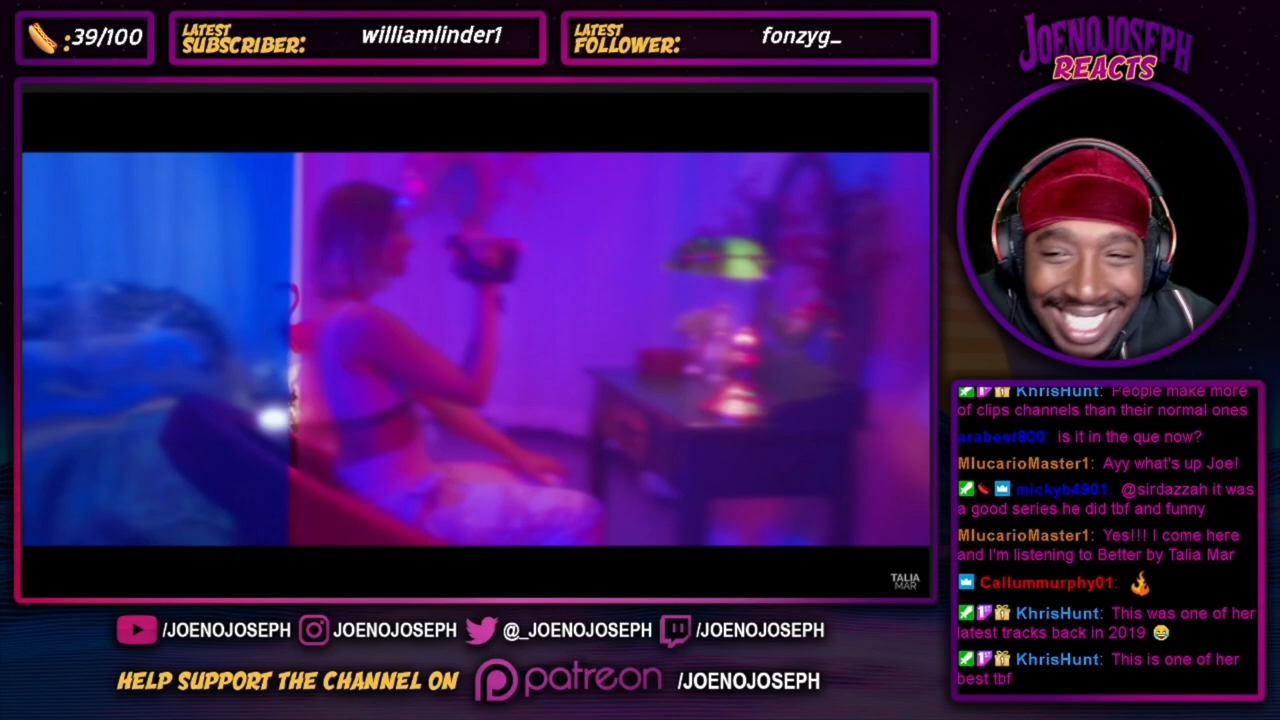 :39/100
LATEST SUBSCRIBER: williamlinder1
LATEST FOLLOWER: fonzyg_
JOENOJOSEPH
REACTS
KhrisHunt: People make more
of clips channels than their normal ones
arabest800: is it in the que now?
MlucarioMaster1: Ayy what's up Joe!
mickyb4901: @sirdazzah it was
a good series he did tbf and funny
MlucarioMaster1: Yes!!! I come here
and I'm listening to Better by Talia Mar
Callummurphy01:
KhrisHunt: This was one of her
latest tracks back in 2019
KhrisHunt: This is one of her
best tbf
TALIA
MAR
/JOENOJOSEPH JOENOJOSEPH @_JOENOJOSEPH /JOENOJOSEPH
HELP SUPPORT THE CHANNEL ON patreon /JOENOJOSEPH